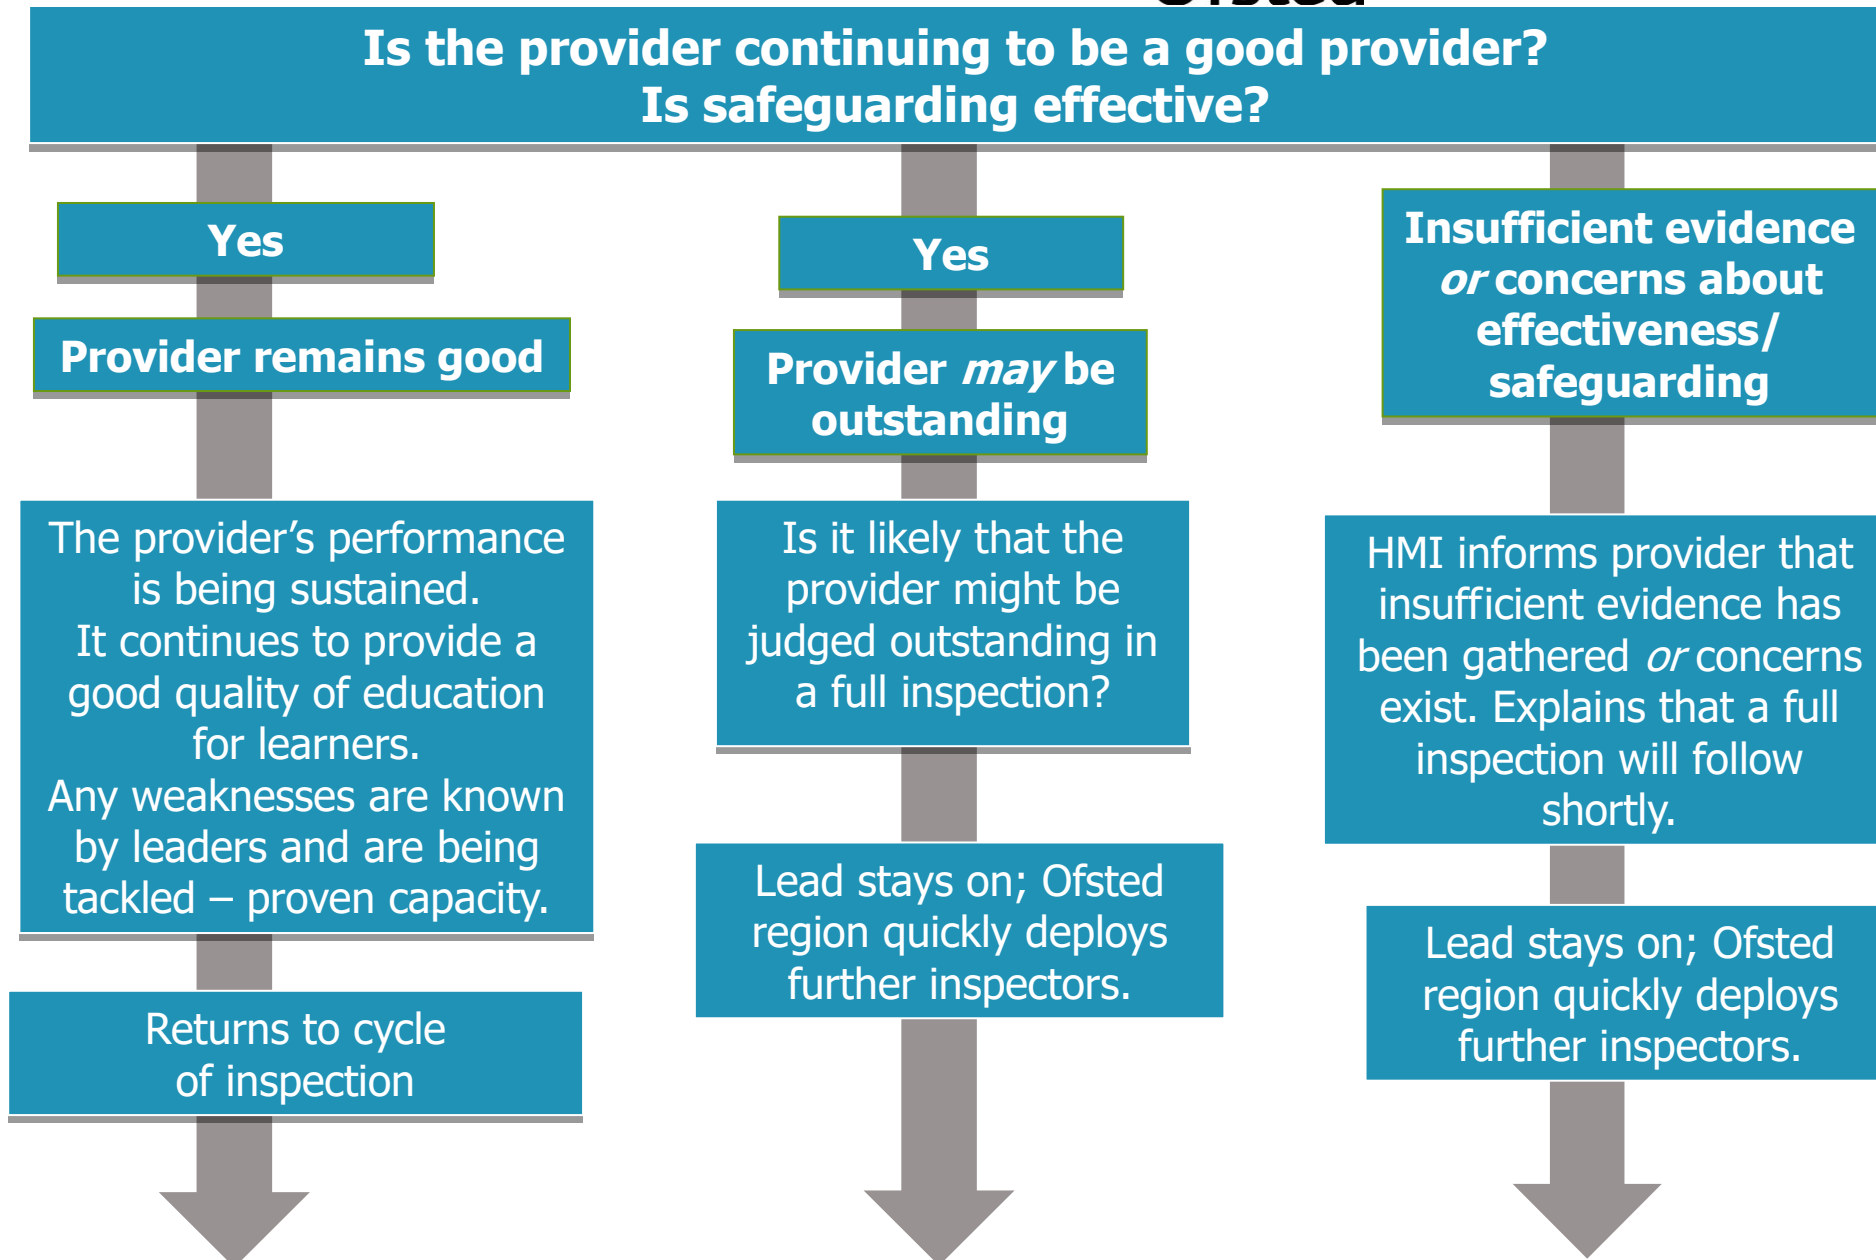 Ofsted
Is the provider continuing to be a good provider?
Is safeguarding effective?
Yes
Provider remains good
The provider’s performance
is being sustained.
It continues to provide a
good quality of education
for learners.
Any weaknesses are known
by leaders and are being
tackled – proven capacity.
Returns to cycle
of inspection
Yes
Provider may be
outstanding
Is it likely that the
provider might be
judged outstanding in
a full inspection?
Lead stays on; Ofsted
region quickly deploys
further inspectors.
Insufficient evidence
or concerns about
effectiveness/
safeguarding
HMI informs provider that
insufficient evidence has
been gathered or concerns
exist. Explains that a full
inspection will follow
shortly.
Lead stays on; Ofsted
region quickly deploys
further inspectors.